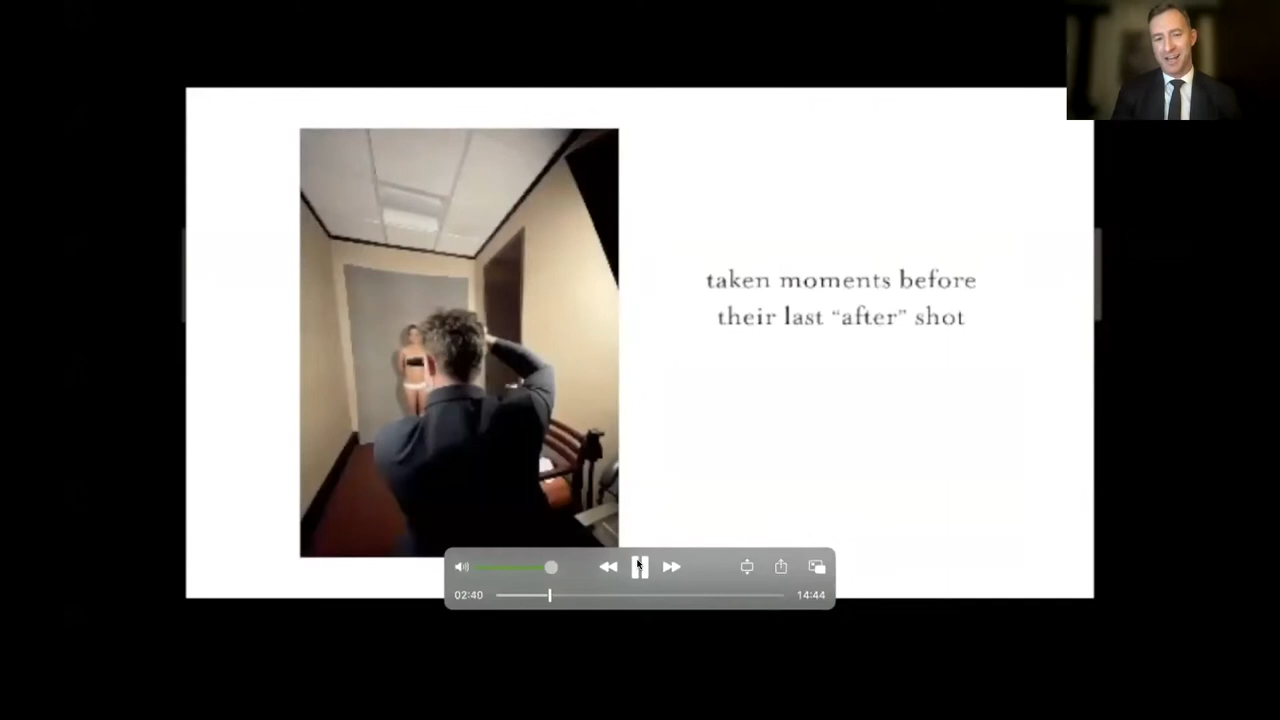 taken moments before
their last “after” shot
02:40
14:44